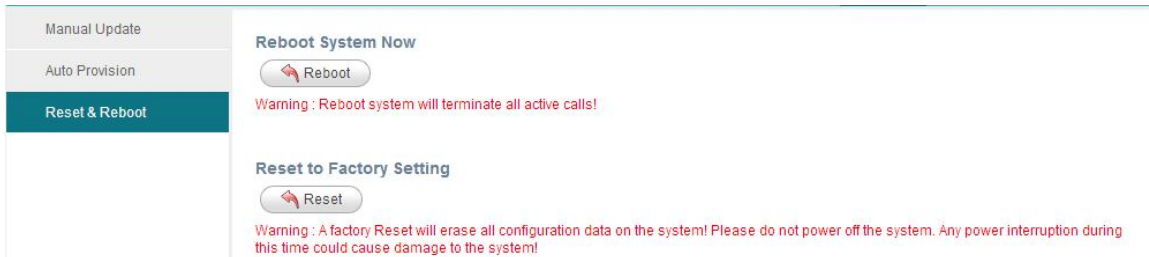 Manual Update
Auto Provision
Reset & Reboot
Reboot System Now
Reboot
Warning : Reboot system will terminate all active calls!
Reset to Factory Setting
Reset
Warning : A factory Reset will erase all configuration data on the system! Please do not power off the system. Any power interruption during
this time could cause damage to the system!